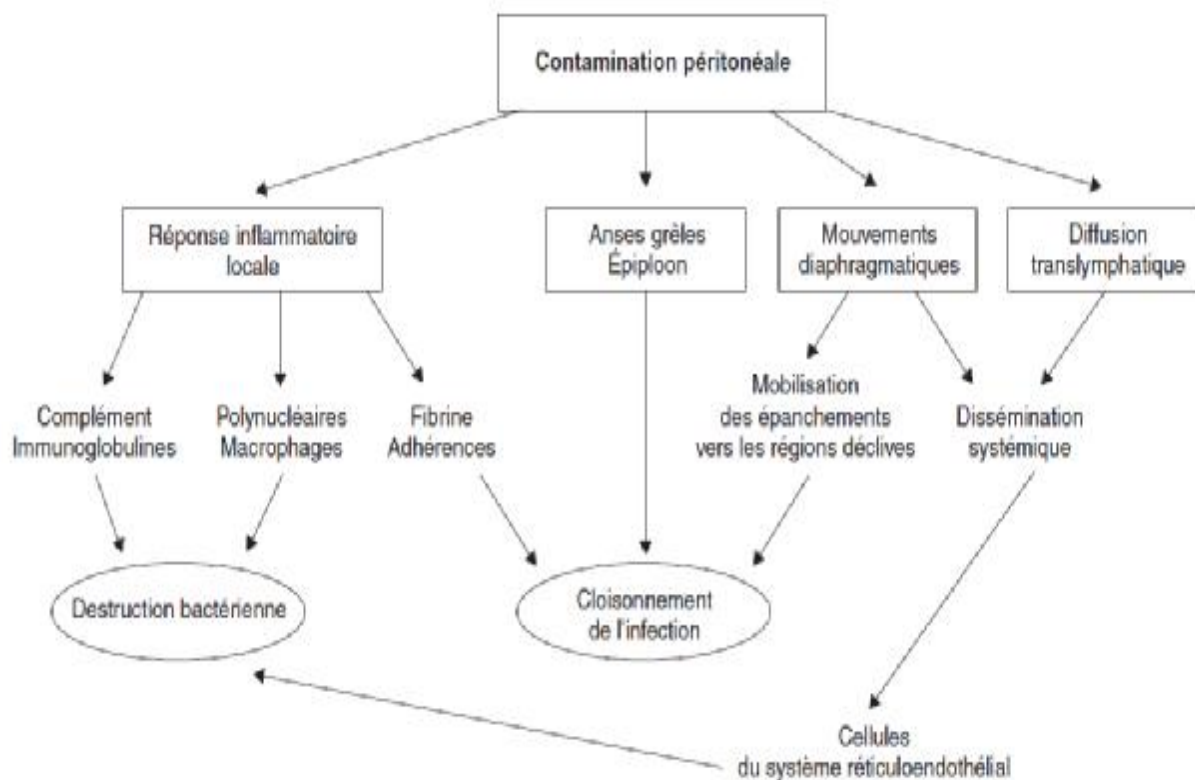 Contamination péritonéale
Réponse inflammatoire
locale
Anses grêles
Épiploon
Mouvements
diaphragmatiques
Diffusion
translymphatique
Complément
Immunoglobulines
Polynucléaires
Macrophages
Fibrine
Adhérences
Mobilisation
des épanchements
vers les régions déclives
Dissémination
systémique
Destruction bactérienne
Cloisonnement
de l'infection
Cellules
du système réticuloendothélial